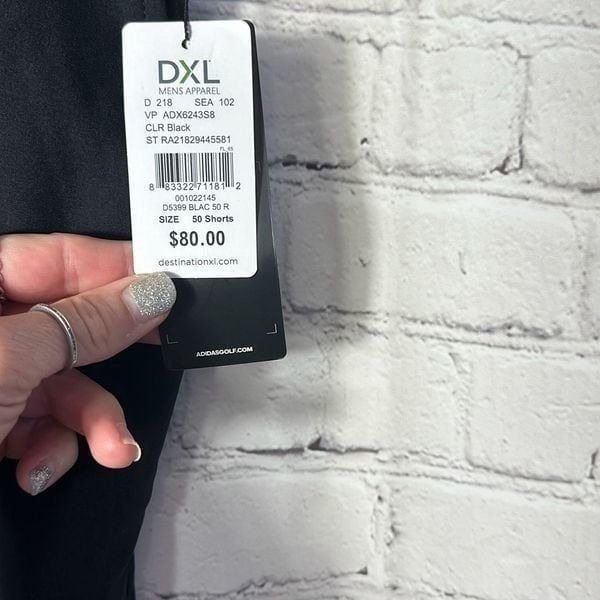 DXL
MENS APPAREL
D 218 SEA 102
VP ADX6243S8
CLR Black
ST RA21829445581
FL_65
8 83322 71181 2
001022145
D5399 BLAC 50 R
SIZE 50 Shorts
$80.00
destinationxl.com
ADIDASGOLF.COM